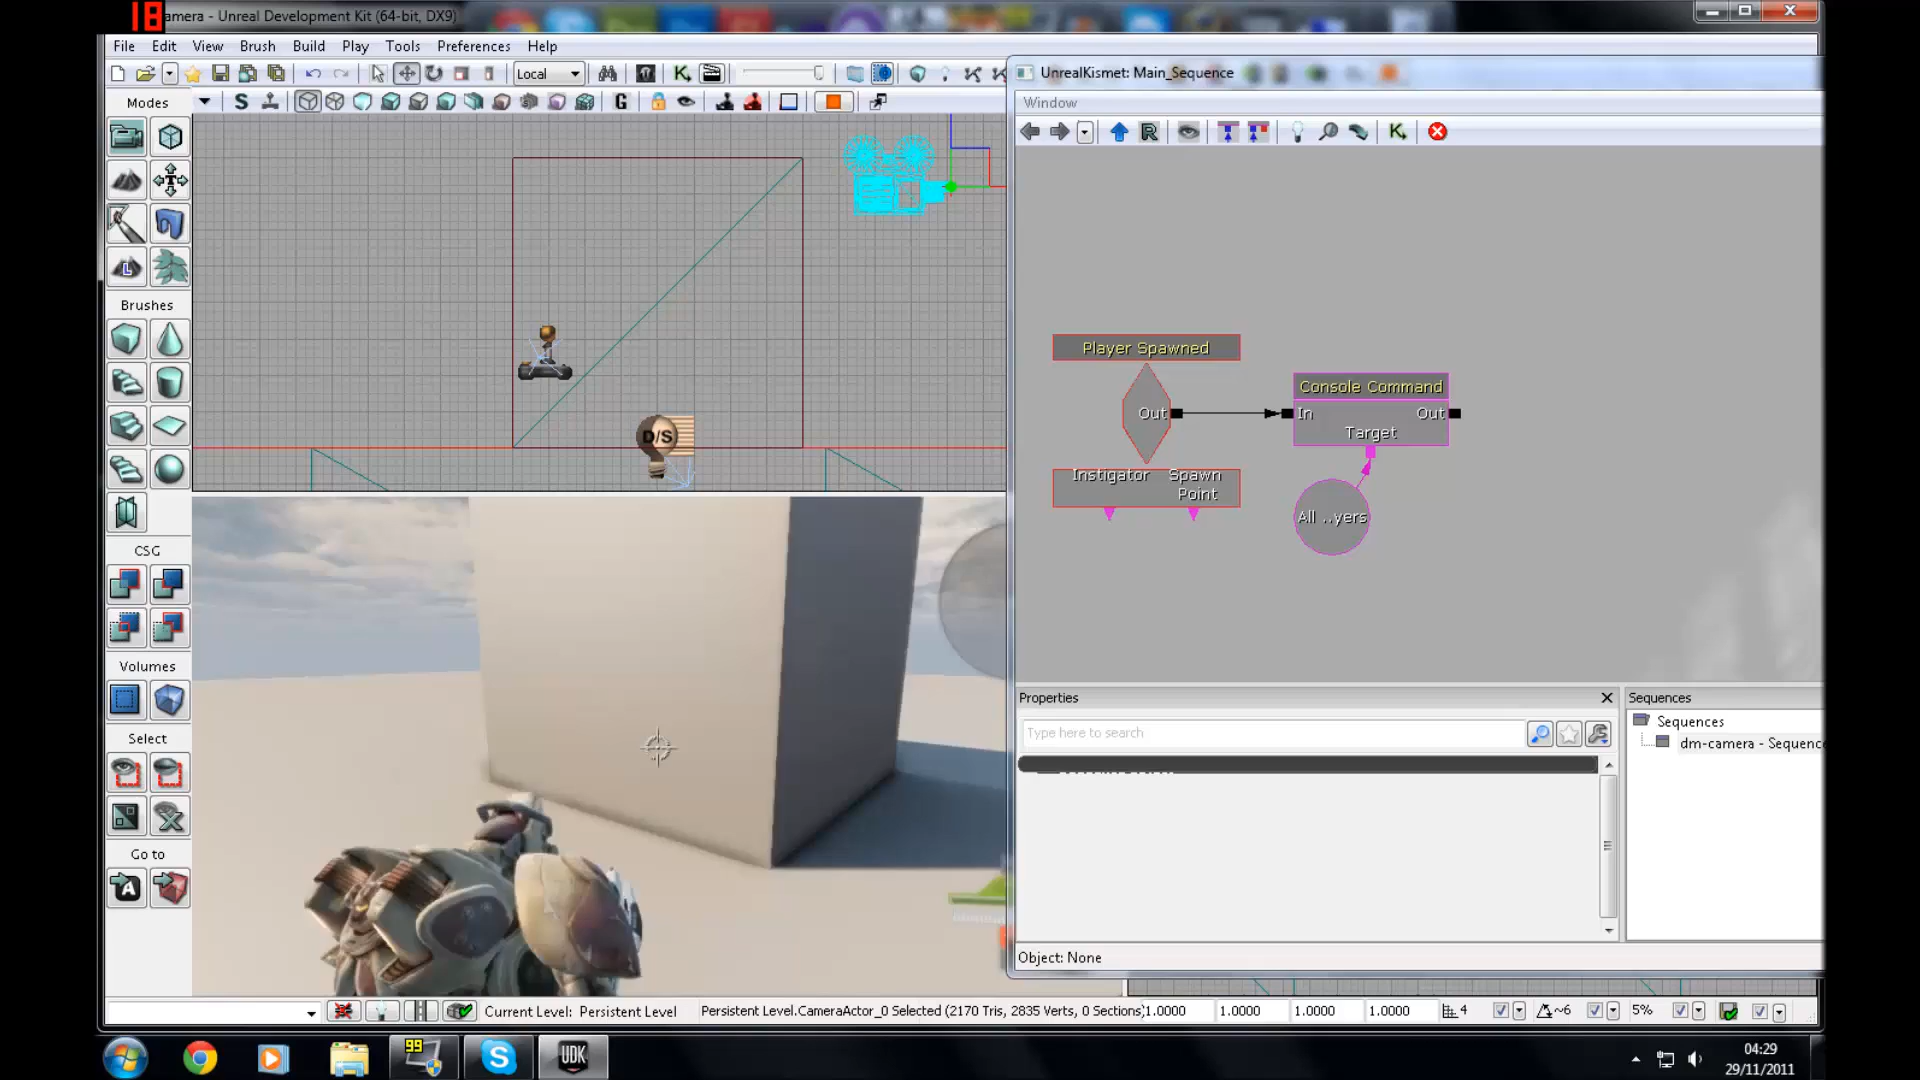 18
amera - Unreal Development Kit (64-bit, DX9)
File Edit View Brush Build Play Tools Preferences Help
Local
UnrealKismet: Main_Sequence
Window
Modes
S
G
R
K
D/S
Player Spawned
Out
Instigator Spawn
Point
Console Command
In Out
Target
All ..yers
Brushes
CSG
Volumes
Select
Go to
Properties
Type here to search
Sequences
Sequences
dm-camera - Sequence
Object: None
Current Level: Persistent Level
Persistent Level.CameraActor_0 Selected (2170 Tris, 2835 Verts, 0 Sections
1.0000 1.0000 1.0000 1.0000
4
~6
5%
99
UDK
04:29
29/11/2011